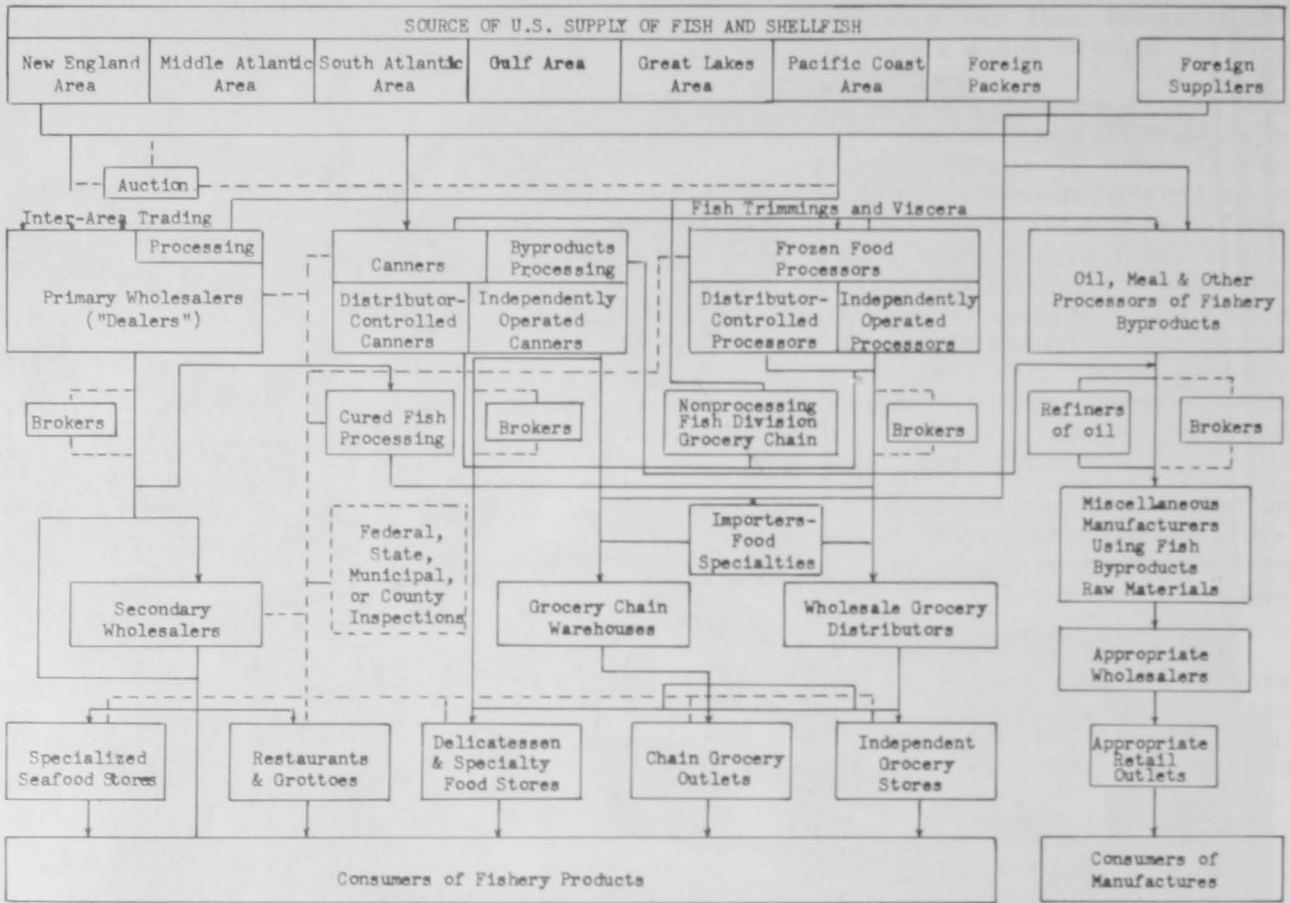 SOURCE OF U.S. SUPPLY OF FISH AND SHELLFISH
New England
Area
Middle Atlantic
Area
South Atlantic
Area
Gulf Area
Great Lakes
Area
Pacific Coast
Area
Foreign
Packers
Foreign
Suppliers
Auction
Inter-Area Trading
Fish Trimmings and Viscera
Processing
Primary Wholesalers
("Dealers")
Canners
Byproducts
Processing
Distributor-
Controlled
Canners
Independently
Operated
Canners
Frozen Food
Processors
Distributor-
Controlled
Processors
Independently
Operated
Processors
Oil, Meal & Other
Processors of Fishery
Byproducts
Brokers
Cured Fish
Processing
Brokers
Nonprocessing
Fish Division
Grocery Chain
Brokers
Refiners
of oil
Brokers
Federal,
State,
Municipal,
or County
Inspections
Importers-
Food
Specialties
Miscellaneous
Manufacturers
Using Fish
Byproducts
Raw Materials
Secondary
Wholesalers
Grocery Chain
Warehouses
Wholesale Grocery
Distributors
Appropriate
Wholesalers
Specialized
Seafood Stores
Restaurants
& Grottoes
Delicatessen
& Specialty
Food Stores
Chain Grocery
Outlets
Independent
Grocery
Stores
Appropriate
Retail
Outlets
Consumers of Fishery Products
Consumers of
Manufactures